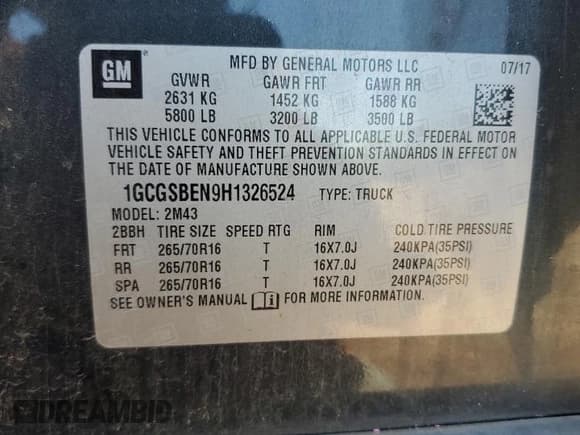 GM
MFD BY GENERAL MOTORS LLC 07/17
GVWR GAWR FRT GAWR RR
2631 KG 1452 KG 1588 KG
5800 LB 3200 LB 3500 LB
THIS VEHICLE CONFORMS TO ALL APPLICABLE U.S. FEDERAL MOTOR
VEHICLE SAFETY AND THEFT PREVENTION STANDARDS IN EFFECT ON
THE DATE OF MANUFACTURE SHOWN ABOVE.
1GCGSBEN9H1326524 TYPE: TRUCK
MODEL: 2M43
2BBH TIRE SIZE SPEED RTG RIM COLD TIRE PRESSURE
FRT 265/70R16 T 16X7.0J 240KPA(35PSI)
RR 265/70R16 T 16X7.0J 240KPA(35PSI)
SPA 265/70R16 T 16X7.0J 240KPA(35PSI)
SEE OWNER'S MANUAL i FOR MORE INFORMATION.
DREAMBID